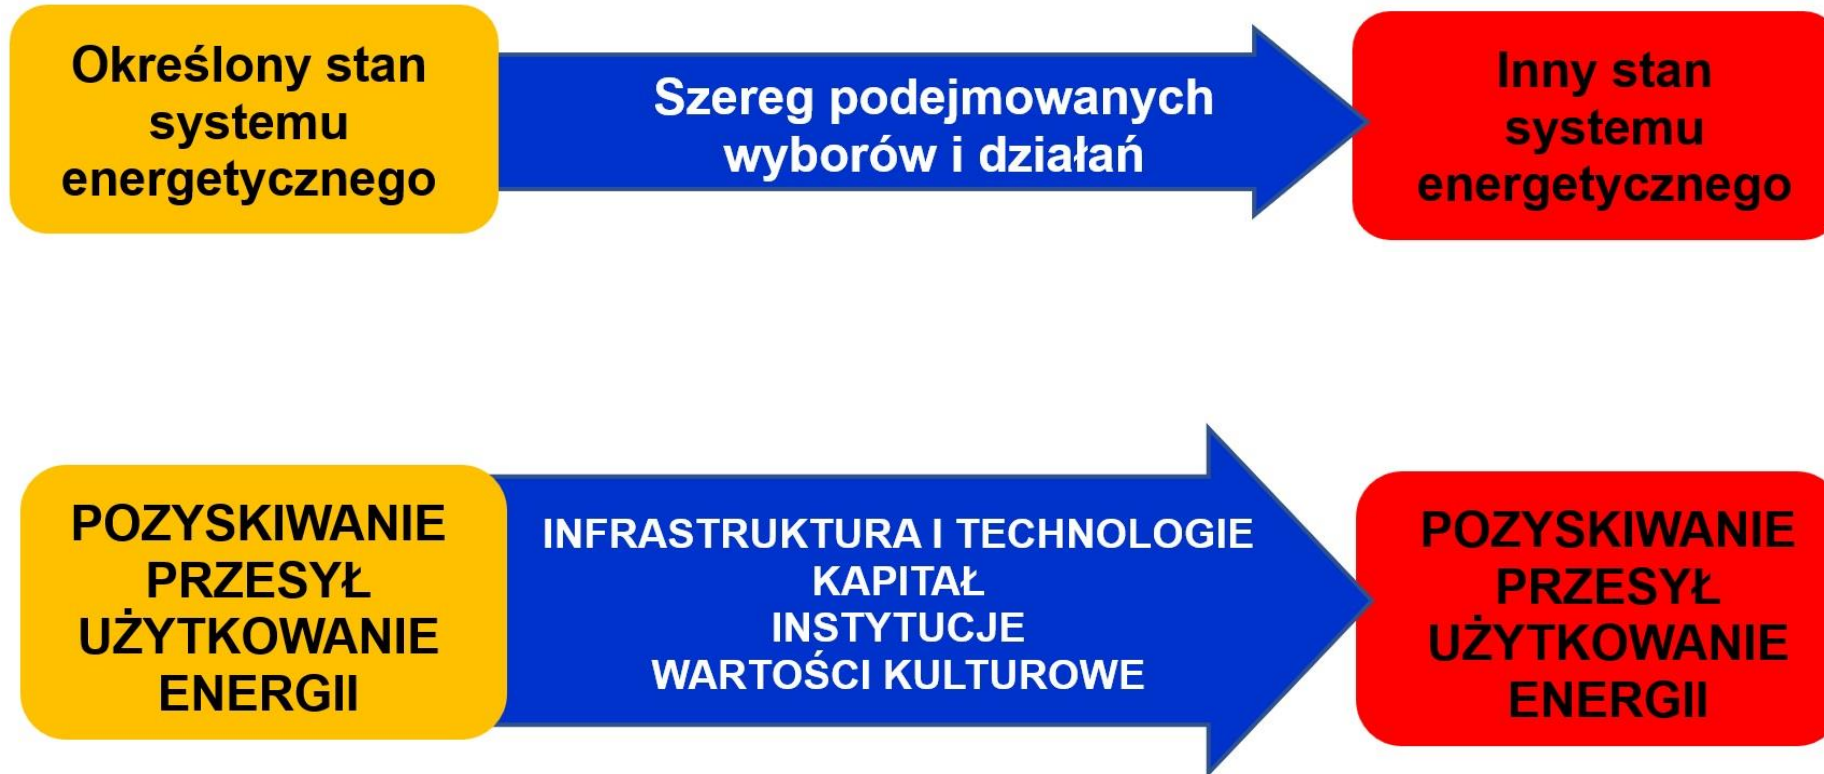 Określony stan
systemu
energetycznego
Szereg podejmowanych
wyborów i działań
Inny stan
systemu
energetycznego
POZYSKIWANIE
PRZESYŁ
UŻYTKOWANIE
ENERGII
INFRASTRUKTURA I TECHNOLOGIE
KAPITAŁ
INSTYTUCJE
WARTOŚCI KULTUROWE
POZYSKIWANIE
PRZESYŁ
UŻYTKOWANIE
ENERGII